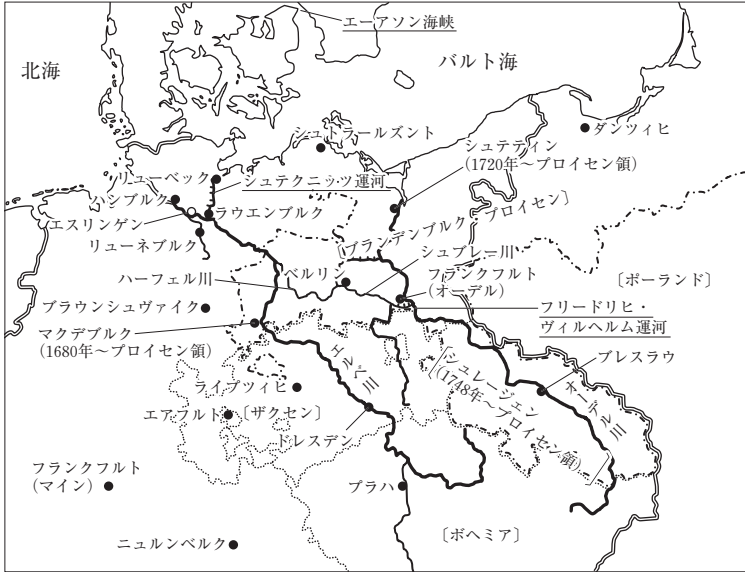 エーアソン海峡
北海
バルト海
ダンツィヒ
シュトラールズント
シュテティン
(1720年〜プロイセン領)
リューベック
シュテクニッツ運河
ハンブルク
エスリンゲン
ラウエンブルク
リューネブルク
〔ブランデンブルク・プロイセン〕
シュプレー川
ハーフェル川
ベルリン
フランクフルト
(オーデル)
〔ポーランド〕
ブラウンシュヴァイク
フリードリヒ・
ヴィルヘルム運河
マクデブルク
(1680年〜プロイセン領)
エルベ川
ブレスラウ
〔シュレージェン
(1748年〜プロイセン領)〕
オーデル川
ライプツィヒ
エアフルト
〔ザクセン〕
ドレスデン
フランクフルト
(マイン)
プラハ
〔ボヘミア〕
ニュルンベルク